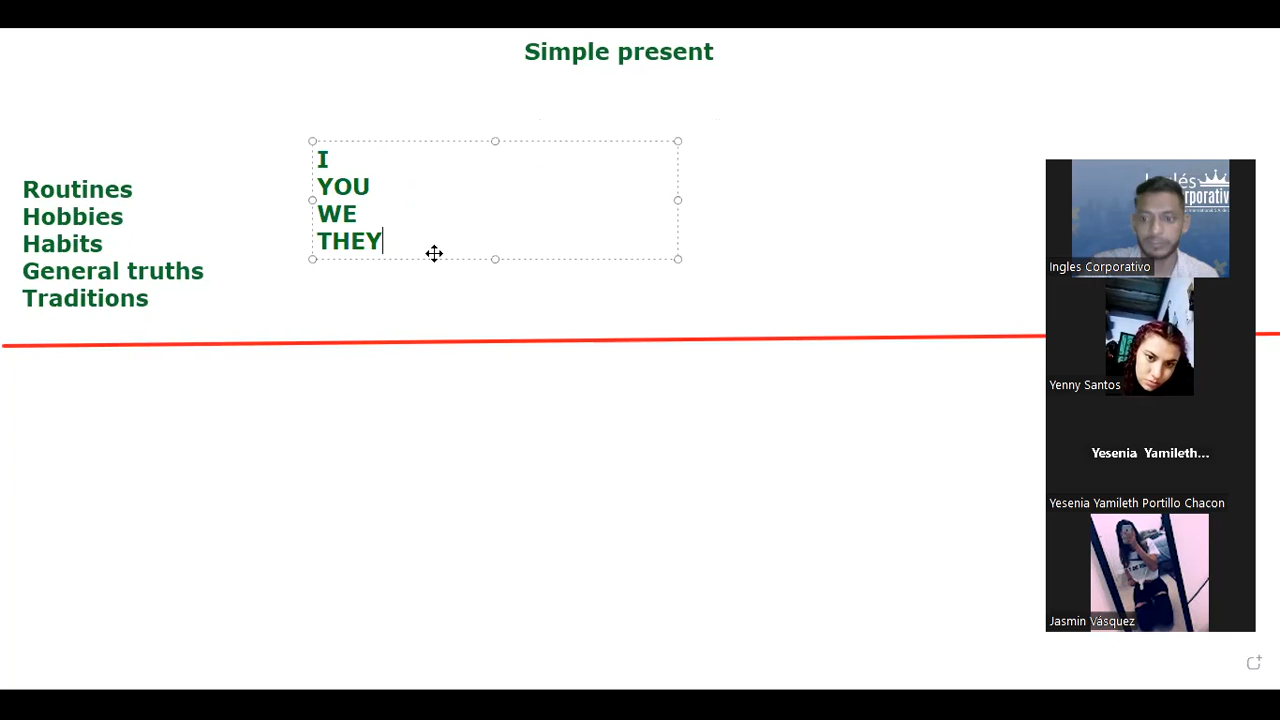 Simple present
I
YOU
WE
THEY
Routines
Hobbies
Habits
General truths
Traditions
Inglés
Ingles Corporativo
Yenny Santos
Yesenia Yamileth...
Yesenia Yamileth Portillo Chacon
Jasmin Vásquez